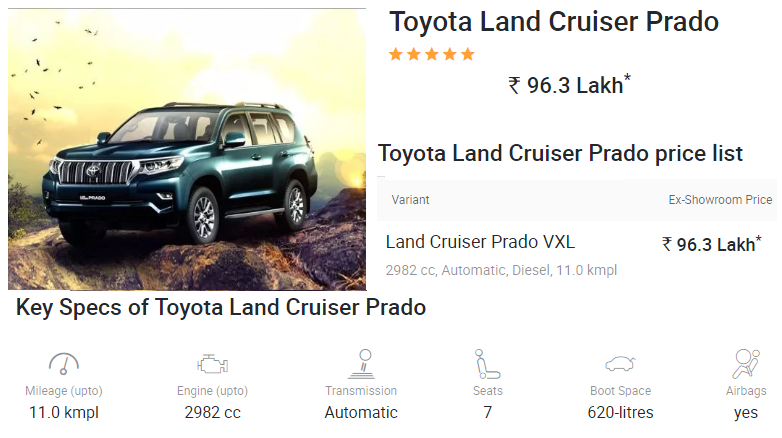 Toyota Land Cruiser Prado
₹ 96.3 Lakh*
Toyota Land Cruiser Prado price list
Variant Ex-Showroom Price
Land Cruiser Prado VXL ₹ 96.3 Lakh*
2982 cc, Automatic, Diesel, 11.0 kmpl
PRADO
Key Specs of Toyota Land Cruiser Prado
Mileage (upto) Engine (upto) Transmission Seats Boot Space Airbags
11.0 kmpl 2982 cc Automatic 7 620-litres yes